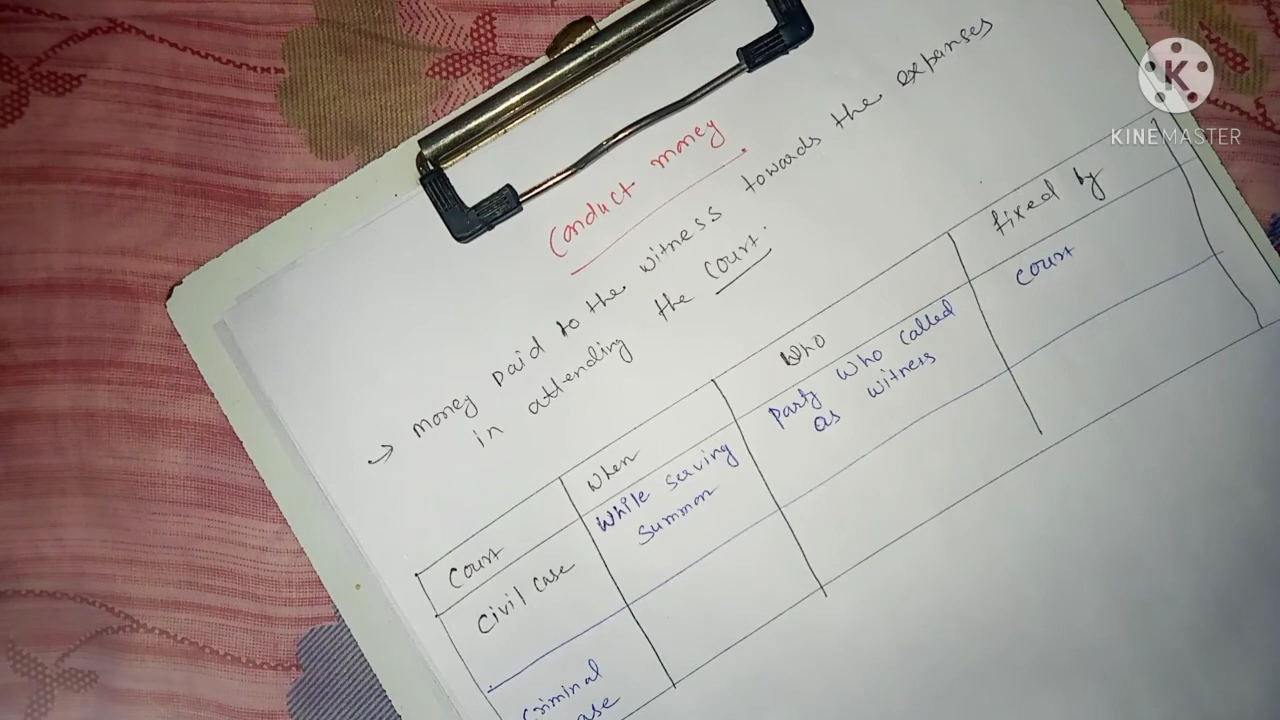 Conduct money
→ money paid to the witness towards the expenses
in attending the Court.
Court When Who fixed by
Civil case While serving Party who called Court
summon as witness
Criminal
case
KINEMASTER